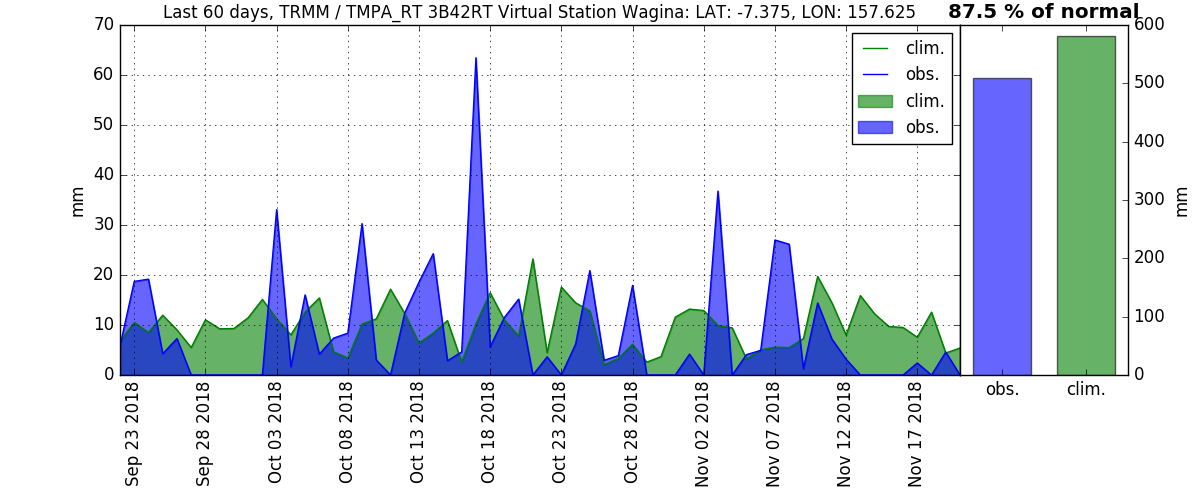 Last 60 days, TRMM / TMPA_RT 3B42RT Virtual Station Wagina: LAT: -7.375, LON: 157.625
87.5 % of normal
70
60
50
40
30
20
10
0
mm
clim.
obs.
clim.
obs.
Sep 23 2018
Sep 28 2018
Oct 03 2018
Oct 08 2018
Oct 13 2018
Oct 18 2018
Oct 23 2018
Oct 28 2018
Nov 02 2018
Nov 07 2018
Nov 12 2018
Nov 17 2018
600
500
400
300
200
100
0
mm
obs.
clim.